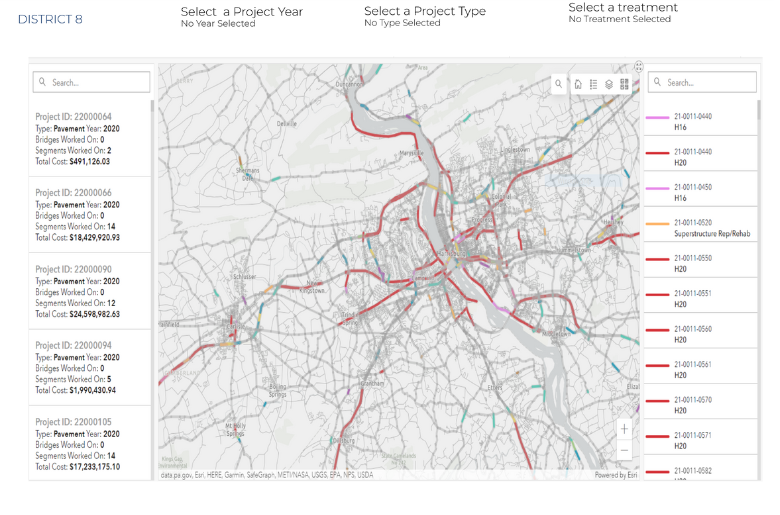 DISTRICT 8
Select a Project Year
No Year Selected
Select a Project Type
No Type Selected
Select a treatment
No Treatment Selected
Search...
Project ID: 22000064
Type: Pavement Year: 2020
Bridges Worked On: 0
Segments Worked On: 2
Total Cost: $491,126.03
Project ID: 22000066
Type: Pavement Year: 2020
Bridges Worked On: 0
Segments Worked On: 14
Total Cost: $18,429,920.93
Project ID: 22000090
Type: Pavement Year: 2020
Bridges Worked On: 0
Segments Worked On: 12
Total Cost: $24,598,982.63
Project ID: 22000094
Type: Pavement Year: 2020
Bridges Worked On: 0
Segments Worked On: 5
Total Cost: $1,990,430.94
Project ID: 22000105
Type: Pavement Year: 2020
Bridges Worked On: 0
Segments Worked On: 14
Total Cost: $17,233,175.10
Duncannon
Dellville
Marysville
Shermans
Dale
Colonial
New
Kingstown
Boiling
Springs
Mt Holly
Springs
+
−
data.pa.gov, Esri, HERE, Garmin, SafeGraph, METI/NASA, USGS, EPA, NPS, USDA
Powered by Esri
Search...
21-0011-0440
H16
21-0011-0440
H20
21-0011-0450
H16
21-0011-0520
Superstructure Rep/Rehab
21-0011-0550
H20
21-0011-0551
H20
21-0011-0560
H20
21-0011-0561
H20
21-0011-0570
H20
21-0011-0571
H20
21-0011-0582